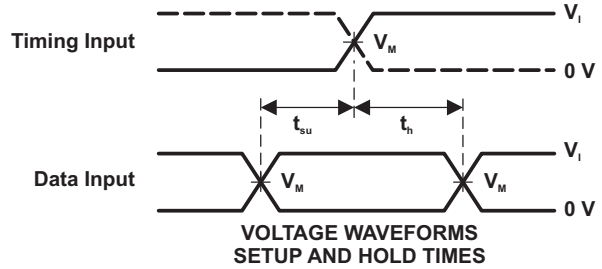 V_I
Timing Input
V_M
0 V
t_su
t_h
V_I
Data Input
V_M
V_M
0 V
VOLTAGE WAVEFORMS
SETUP AND HOLD TIMES